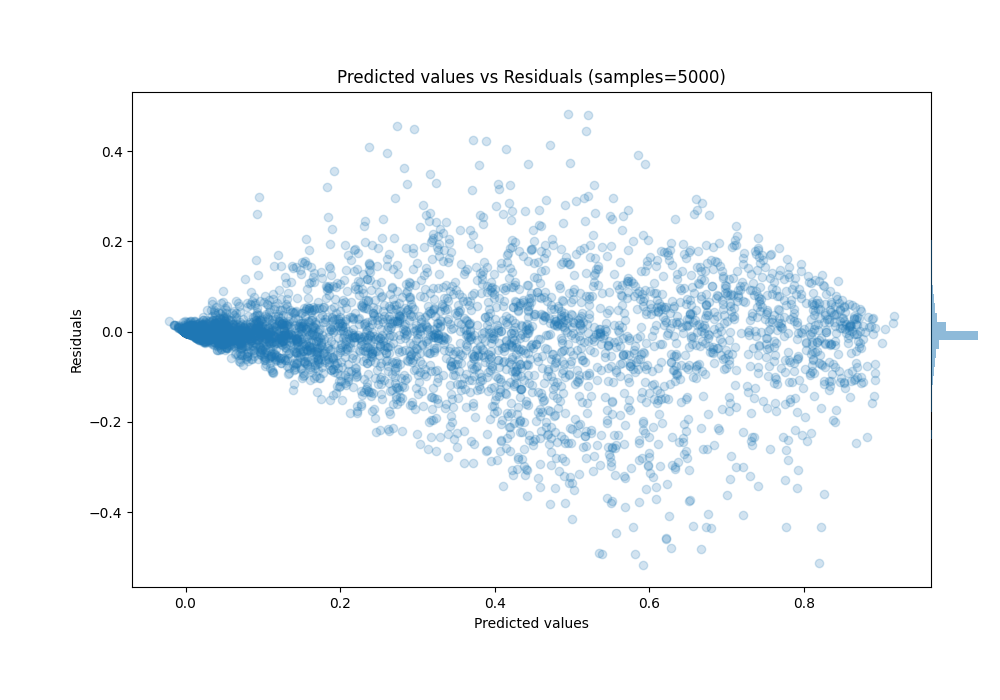 Predicted values vs Residuals (samples=5000)
Residuals
0.4
0.2
0.0
−0.2
−0.4
0.0 0.2 0.4 0.6 0.8
Predicted values